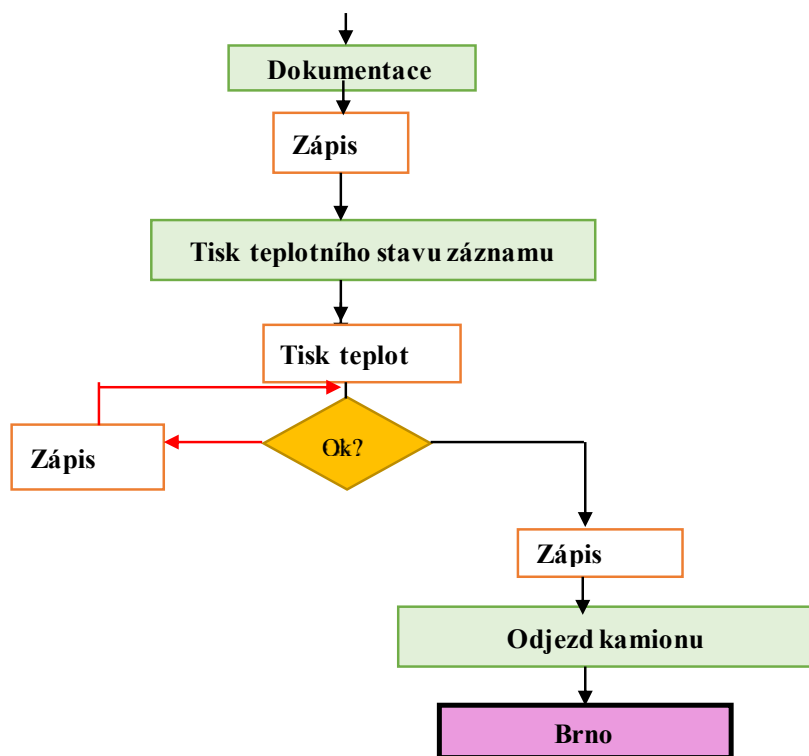 Dokumentace
Zápis
Tisk teplotního stavu záznamu
Tisk teplot
Ok?
Zápis
Zápis
Odjezd kamionu
Brno